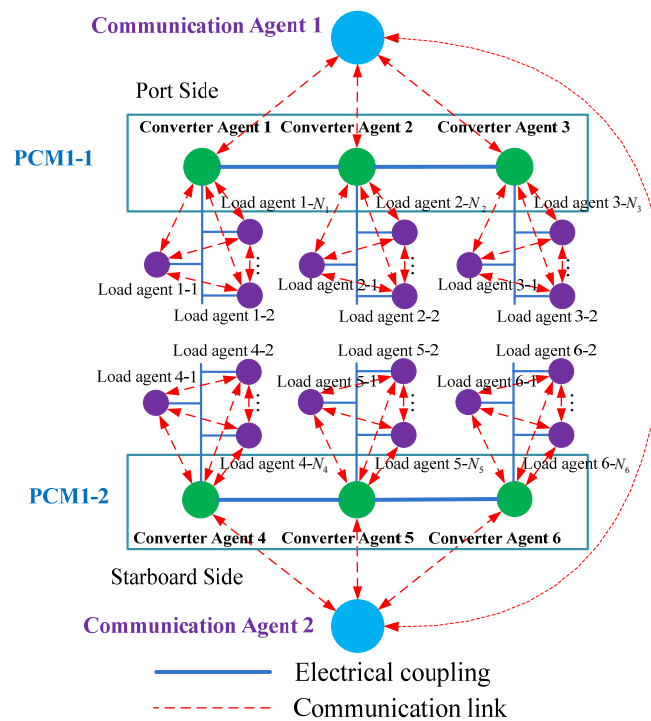 Communication Agent 1
Port Side
Converter Agent 1 Converter Agent 2 Converter Agent 3
PCM1-1
Load agent 1-N₁ Load agent 2-N₂ Load agent 3-N₃
⋮ ⋮ ⋮
Load agent 1-1 Load agent 2-1 Load agent 3-1
Load agent 1-2 Load agent 2-2 Load agent 3-2
Load agent 4-2 Load agent 5-2 Load agent 6-2
Load agent 4-1 Load agent 5-1 Load agent 6-1
⋮ ⋮ ⋮
Load agent 4-N₄ Load agent 5-N₅ Load agent 6-N₆
PCM1-2
Converter Agent 4 Converter Agent 5 Converter Agent 6
Starboard Side
Communication Agent 2
Electrical coupling
Communication link